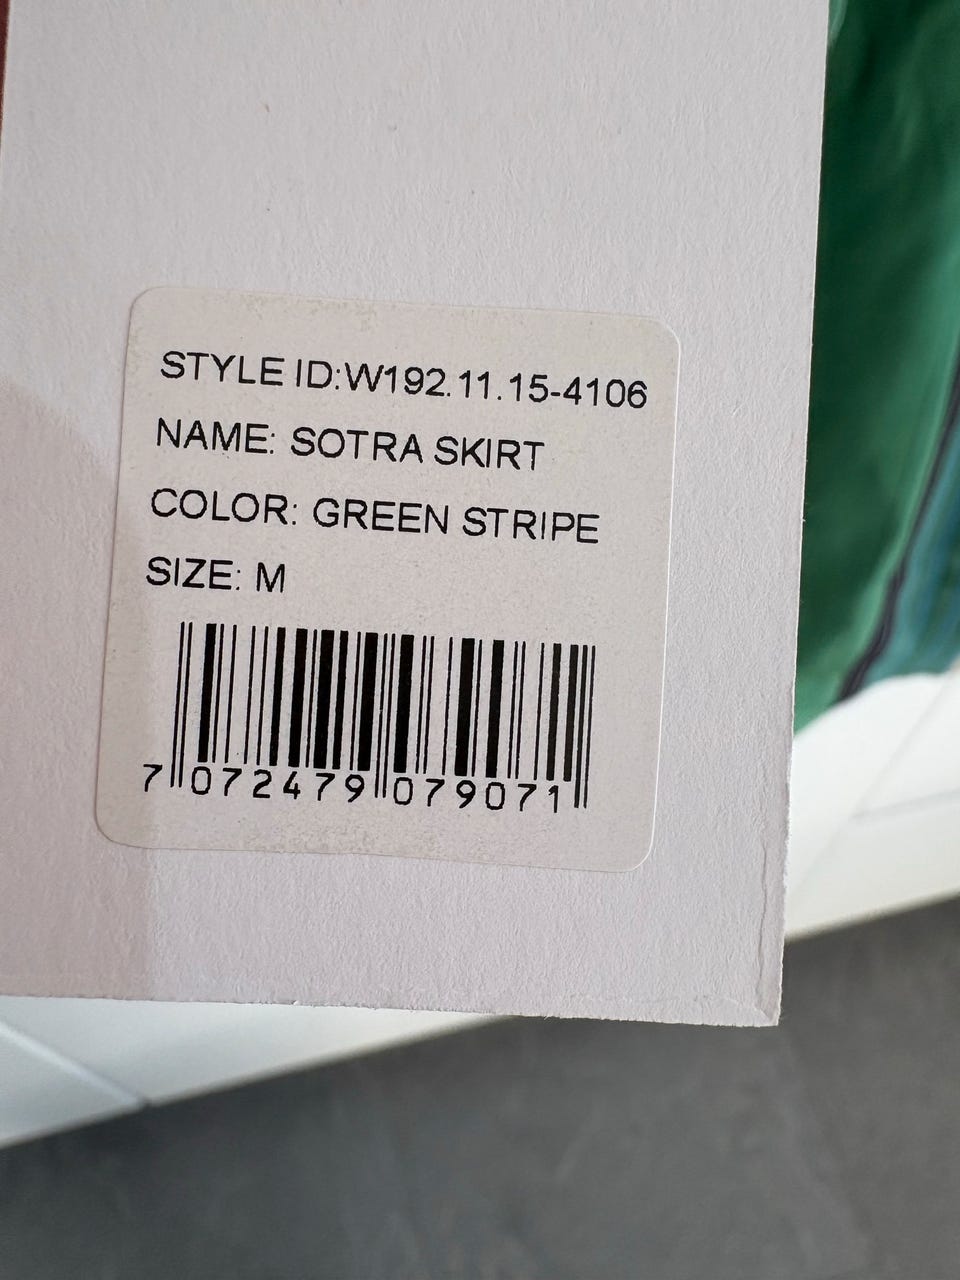 STYLE ID:W192.11.15-4106
NAME: SOTRA SKIRT
COLOR: GREEN STRIPE
SIZE: M
7 072479 079071